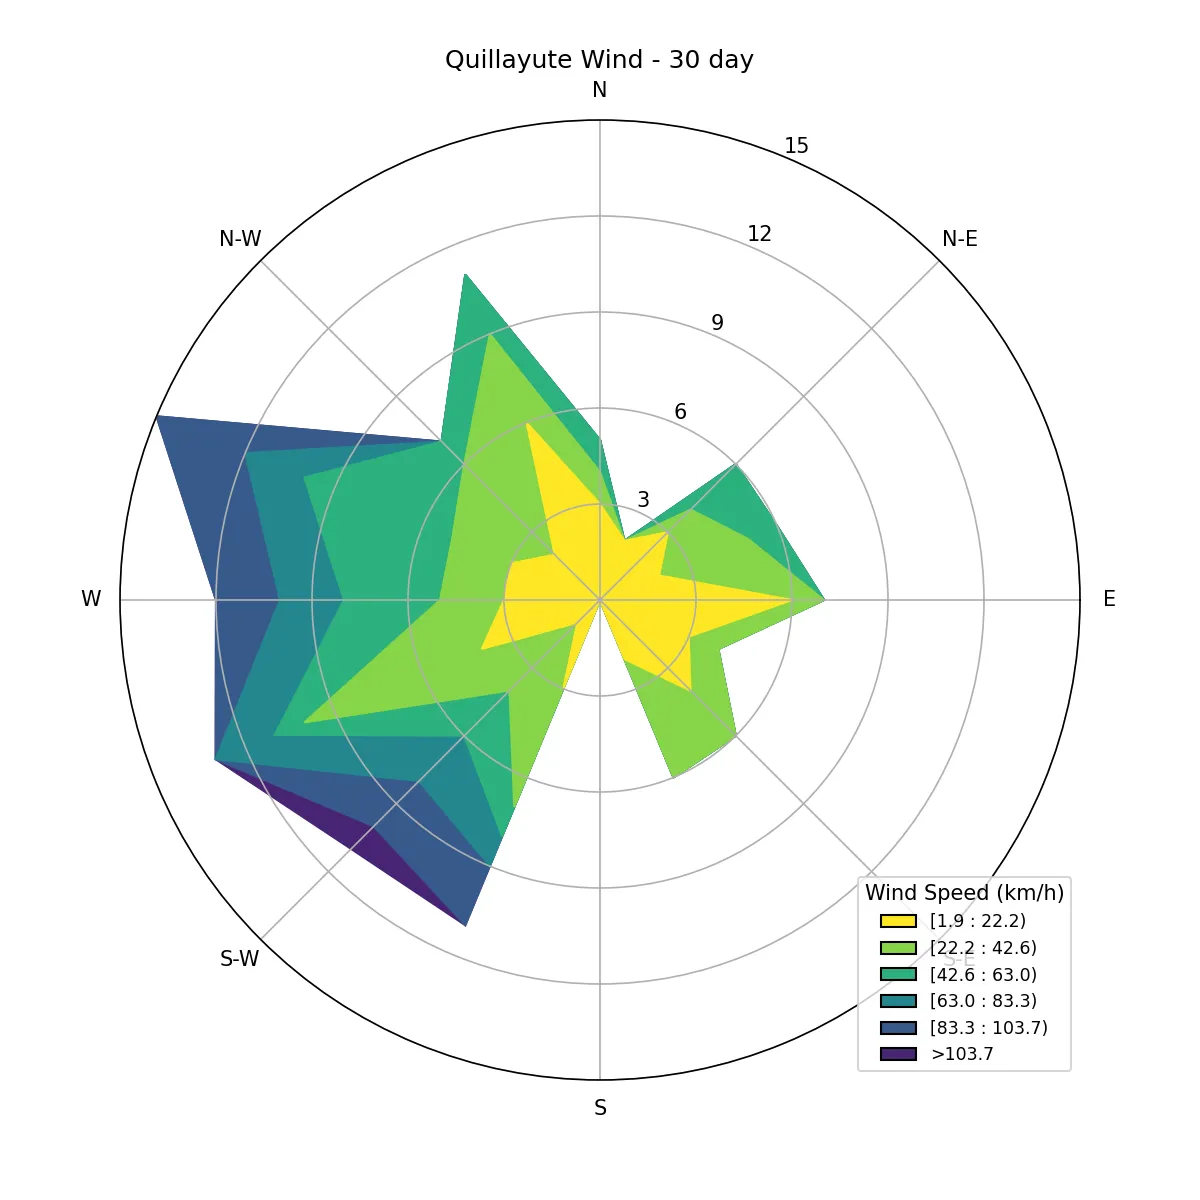 Quillayute Wind - 30 day
N
15
N-W
12
N-E
9
6
3
W
E
Wind Speed (km/h)
[1.9 : 22.2)
[22.2 : 42.6)
S-W
S-E
[42.6 : 63.0)
[63.0 : 83.3)
[83.3 : 103.7)
>103.7
S